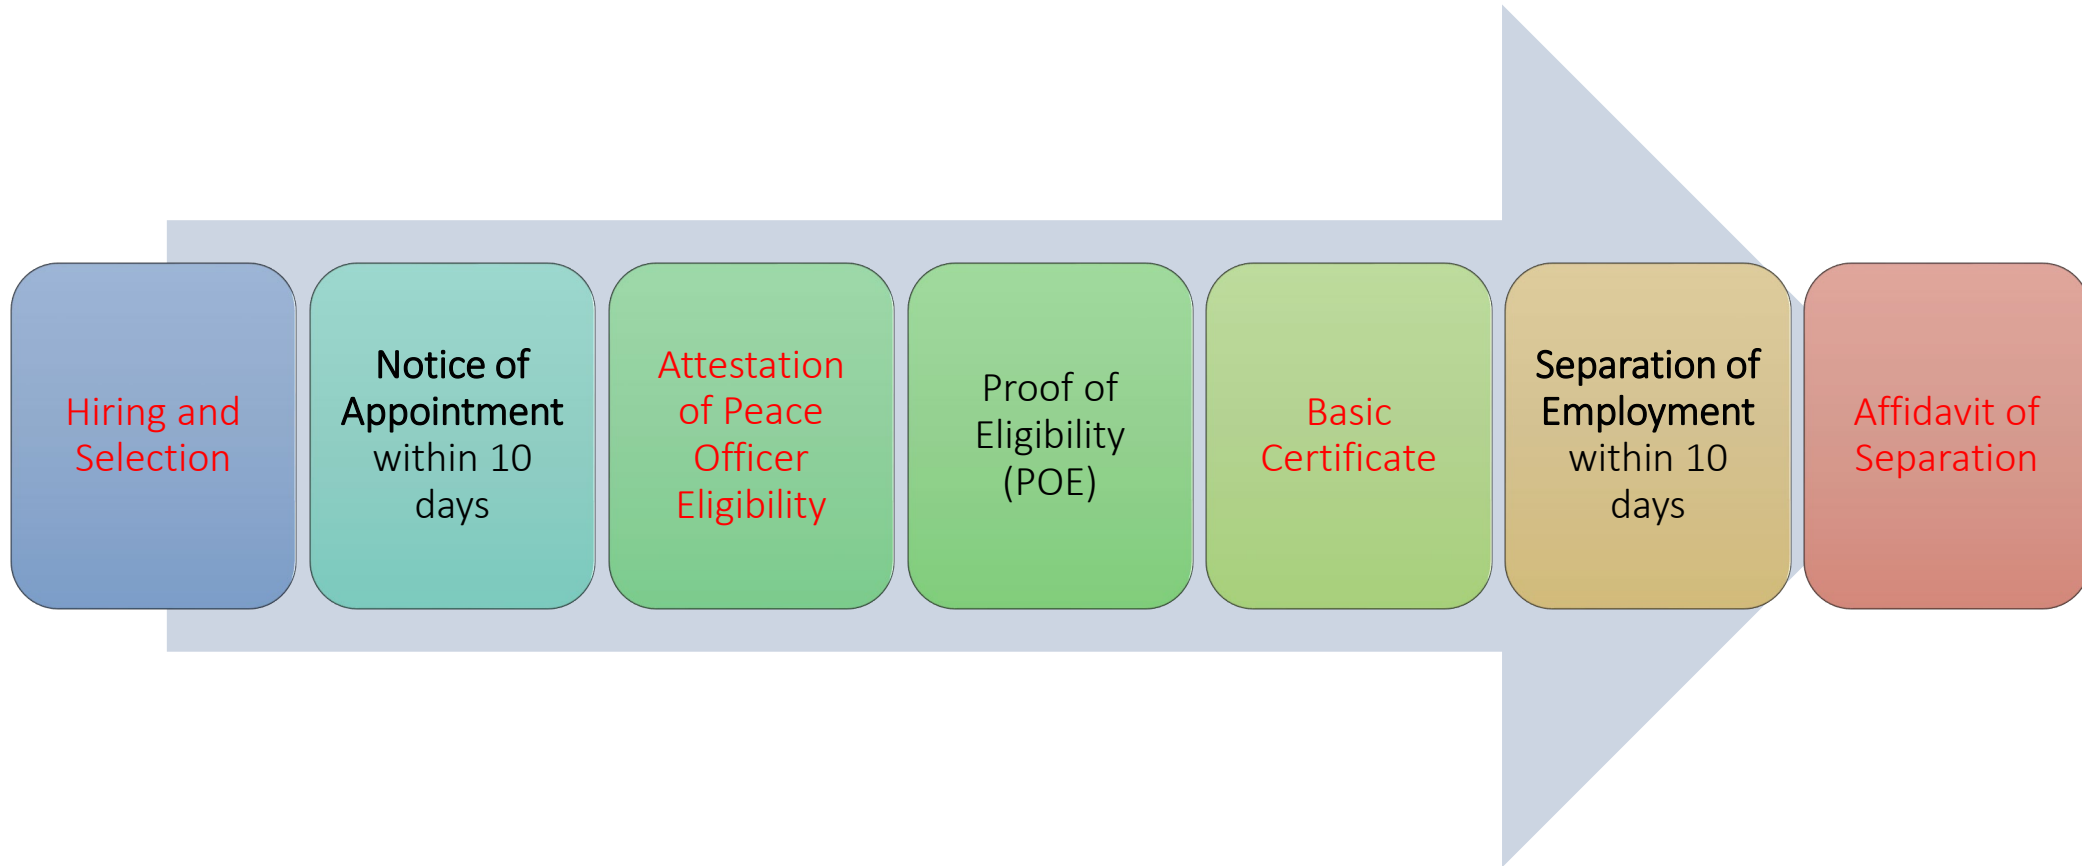 Hiring and
Selection
Notice of
Appointment
within 10
days
Attestation
of Peace
Officer
Eligibility
Proof of
Eligibility
(POE)
Basic
Certificate
Separation of
Employment
within 10
days
Affidavit of
Separation